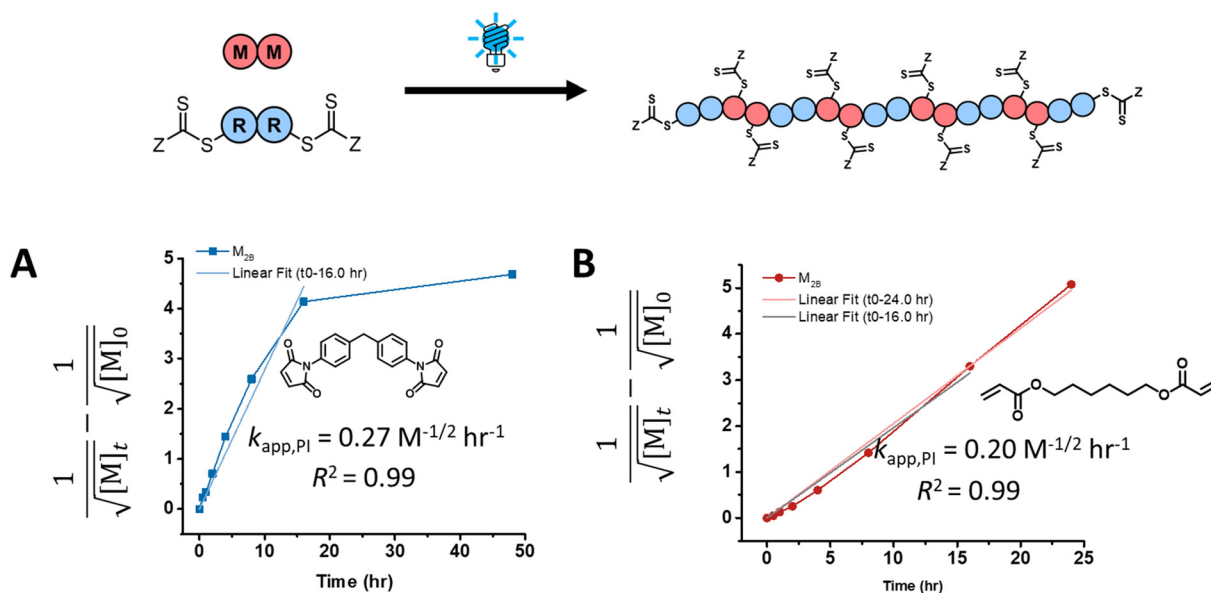 M M
S S
R R
Z S S Z
Z Z Z Z
S S S S
S S S S
S S
Z S S Z
S S S S
S S S S
Z Z Z Z
A
M2B
Linear Fit (t0-16.0 hr)
1/√[M]t − 1/√[M]0
5
4
3
2
1
0
O O
N N
O O
kapp,PI = 0.27 M-1/2 hr-1
R2 = 0.99
0 10 20 30 40 50
Time (hr)
B
M2B
Linear Fit (t0-24.0 hr)
Linear Fit (t0-16.0 hr)
1/√[M]t − 1/√[M]0
5
4
3
2
1
0
O O
O O
kapp,PI = 0.20 M-1/2 hr-1
R2 = 0.99
0 5 10 15 20 25
Time (hr)